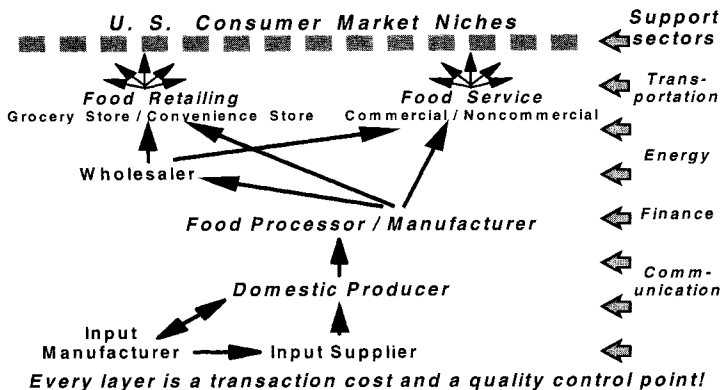 U. S. Consumer Market Niches
Support
sectors
Food Retailing
Grocery Store / Convenience Store
Food Service
Commercial / Noncommercial
Trans-
portation
Wholesaler
Energy
Food Processor / Manufacturer
Finance
Domestic Producer
Comm-
unication
Input
Manufacturer
Input Supplier
Every layer is a transaction cost and a quality control point!